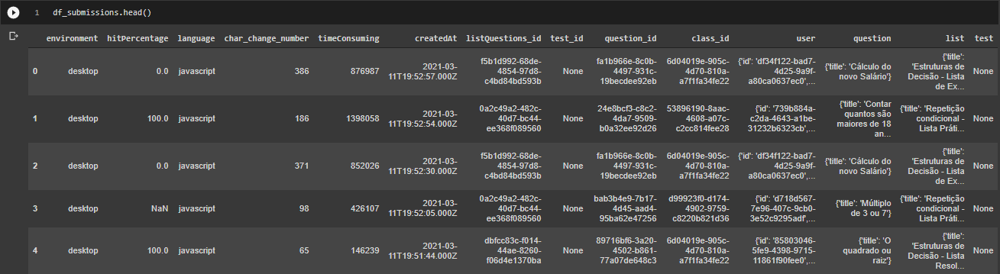 1 df_submissions.head()
environment hitPercentage language char_change_number timeConsuming createdAt listQuestions_id test_id question_id class_id user question list test
f5b1d992-68de- fa1b966e-8c0b- 6d04019e-905c- {'id': 'df34f122-bad7- {'title':
0 desktop 0.0 javascript 386 876987 2021-03- 4854-97d8- None 4497-931c- 4d70-810a- 4d25-9a9f- {'title': 'Cálculo do 'Estruturas de None
11T19:52:57.000Z c4bd84bd593b 19becdee92eb a7f1fa34fe22 a80ca0637ec0',... novo Salário'} Decisão - Lista
de Ex...
0a2c49a2-482c- 24e8bcf3-c8c2- 53896190-8aac- {'id': '739b884a- {'title': 'Contar {'title': 'Repetição
1 desktop 100.0 javascript 186 1398058 2021-03- 40d7-bc44- None 4da7-9509- 4608-a07c- c2da-4643-a1be- quantos são condicional - None
11T19:52:54.000Z ee368f089560 b0a32ee92d26 c2cc814fee28 31232b6323cb',... maiores de 18 Lista Práti...
an...
f5b1d992-68de- fa1b966e-8c0b- 6d04019e-905c- {'id': 'df34f122-bad7- {'title':
2 desktop 0.0 javascript 371 852026 2021-03- 4854-97d8- None 4497-931c- 4d70-810a- 4d25-9a9f- {'title': 'Cálculo do 'Estruturas de None
11T19:52:30.000Z c4bd84bd593b 19becdee92eb a7f1fa34fe22 a80ca0637ec0',... novo Salário'} Decisão - Lista
de Ex...
0a2c49a2-482c- bab3b4e9-7b17- d99923f0-d174- {'id': 'd718d567- {'title': 'Repetição
3 desktop NaN javascript 98 426107 2021-03- 40d7-bc44- None 4d45-aad4- 4902-9759- 7e96-407c-9cb0- {'title': 'Múltiplo condicional - None
11T19:52:05.000Z ee368f089560 95ba62e47256 c8220b821d36 3e52c9295adf',... de 3 ou 7'} Lista Práti...
dbfcc83c-f014- 89716bf6-3a20- 6d04019e-905c- {'id': '85803046- {'title': 'O {'title':
4 desktop 100.0 javascript 65 146239 2021-03- 44ae-8260- None 4502-b861- 4d70-810a- 5fe9-4398-9715- quadrado ou 'Estruturas de None
11T19:51:44.000Z f06d4e1370ba 77a07de648c3 a7f1fa34fe22 11861f90fee0',... raiz'} Decisão - Lista
Resol...